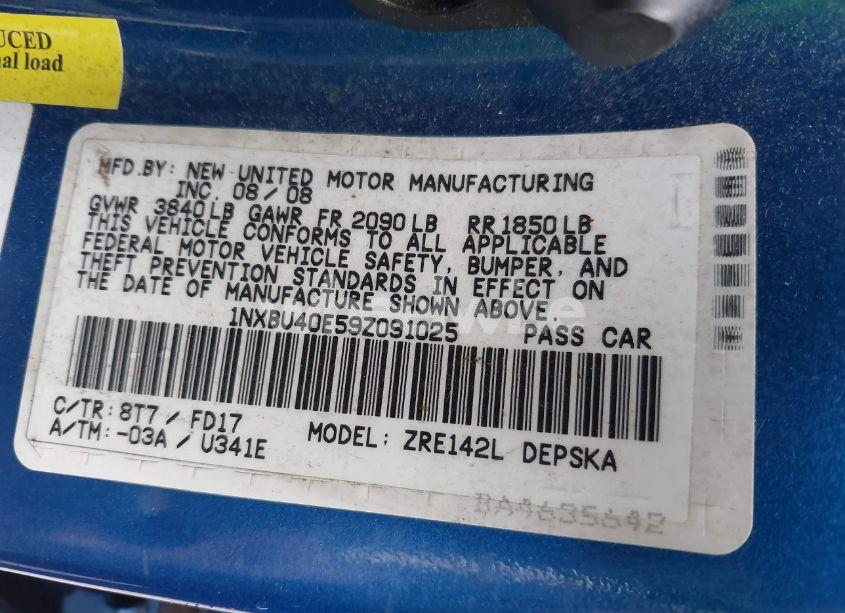 UCED
nal load
MFD.BY: NEW UNITED MOTOR MANUFACTURING
INC. 08/08
GVWR 3840 LB GAWR FR 2090 LB RR 1850 LB
THIS VEHICLE CONFORMS TO ALL APPLICABLE
FEDERAL MOTOR VEHICLE SAFETY, BUMPER, AND
THEFT PREVENTION STANDARDS IN EFFECT ON
THE DATE OF MANUFACTURE SHOWN ABOVE.
1NXBU40E59Z091025 PASS CAR
C/TR: 8T7 / FD17
A/TM: -03A / U341E
MODEL: ZRE142L DEPSKA
BA4635642